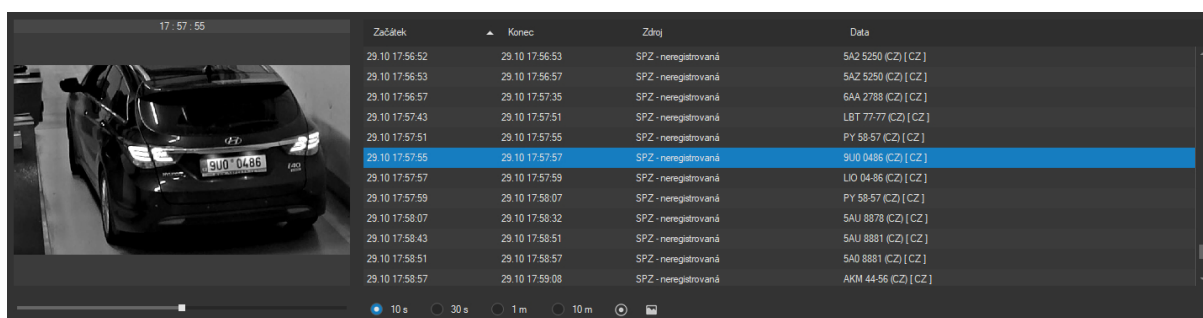 17 : 57 : 55
9U0 0486
i40
Začátek Konec Zdroj Data
29.10 17:56:52 29.10 17:56:53 SPZ - neregistrovaná 5A2 5250 (CZ) [ CZ ]
29.10 17:56:53 29.10 17:56:57 SPZ - neregistrovaná 5AZ 5250 (CZ) [ CZ ]
29.10 17:56:57 29.10 17:57:35 SPZ - neregistrovaná 6AA 2788 (CZ) [ CZ ]
29.10 17:57:43 29.10 17:57:51 SPZ - neregistrovaná LBT 77-77 (CZ) [ CZ ]
29.10 17:57:51 29.10 17:57:55 SPZ - neregistrovaná PY 58-57 (CZ) [ CZ ]
29.10 17:57:55 29.10 17:57:57 SPZ - neregistrovaná 9U0 0486 (CZ) [ CZ ]
29.10 17:57:57 29.10 17:57:59 SPZ - neregistrovaná LIO 04-86 (CZ) [ CZ ]
29.10 17:57:59 29.10 17:58:07 SPZ - neregistrovaná PY 58-57 (CZ) [ CZ ]
29.10 17:58:07 29.10 17:58:32 SPZ - neregistrovaná 5AU 8878 (CZ) [ CZ ]
29.10 17:58:43 29.10 17:58:51 SPZ - neregistrovaná 5AU 8881 (CZ) [ CZ ]
29.10 17:58:51 29.10 17:58:57 SPZ - neregistrovaná 5A0 8881 (CZ) [ CZ ]
29.10 17:58:57 29.10 17:59:08 SPZ - neregistrovaná AKM 44-56 (CZ) [ CZ ]
10 s 30 s 1 m 10 m